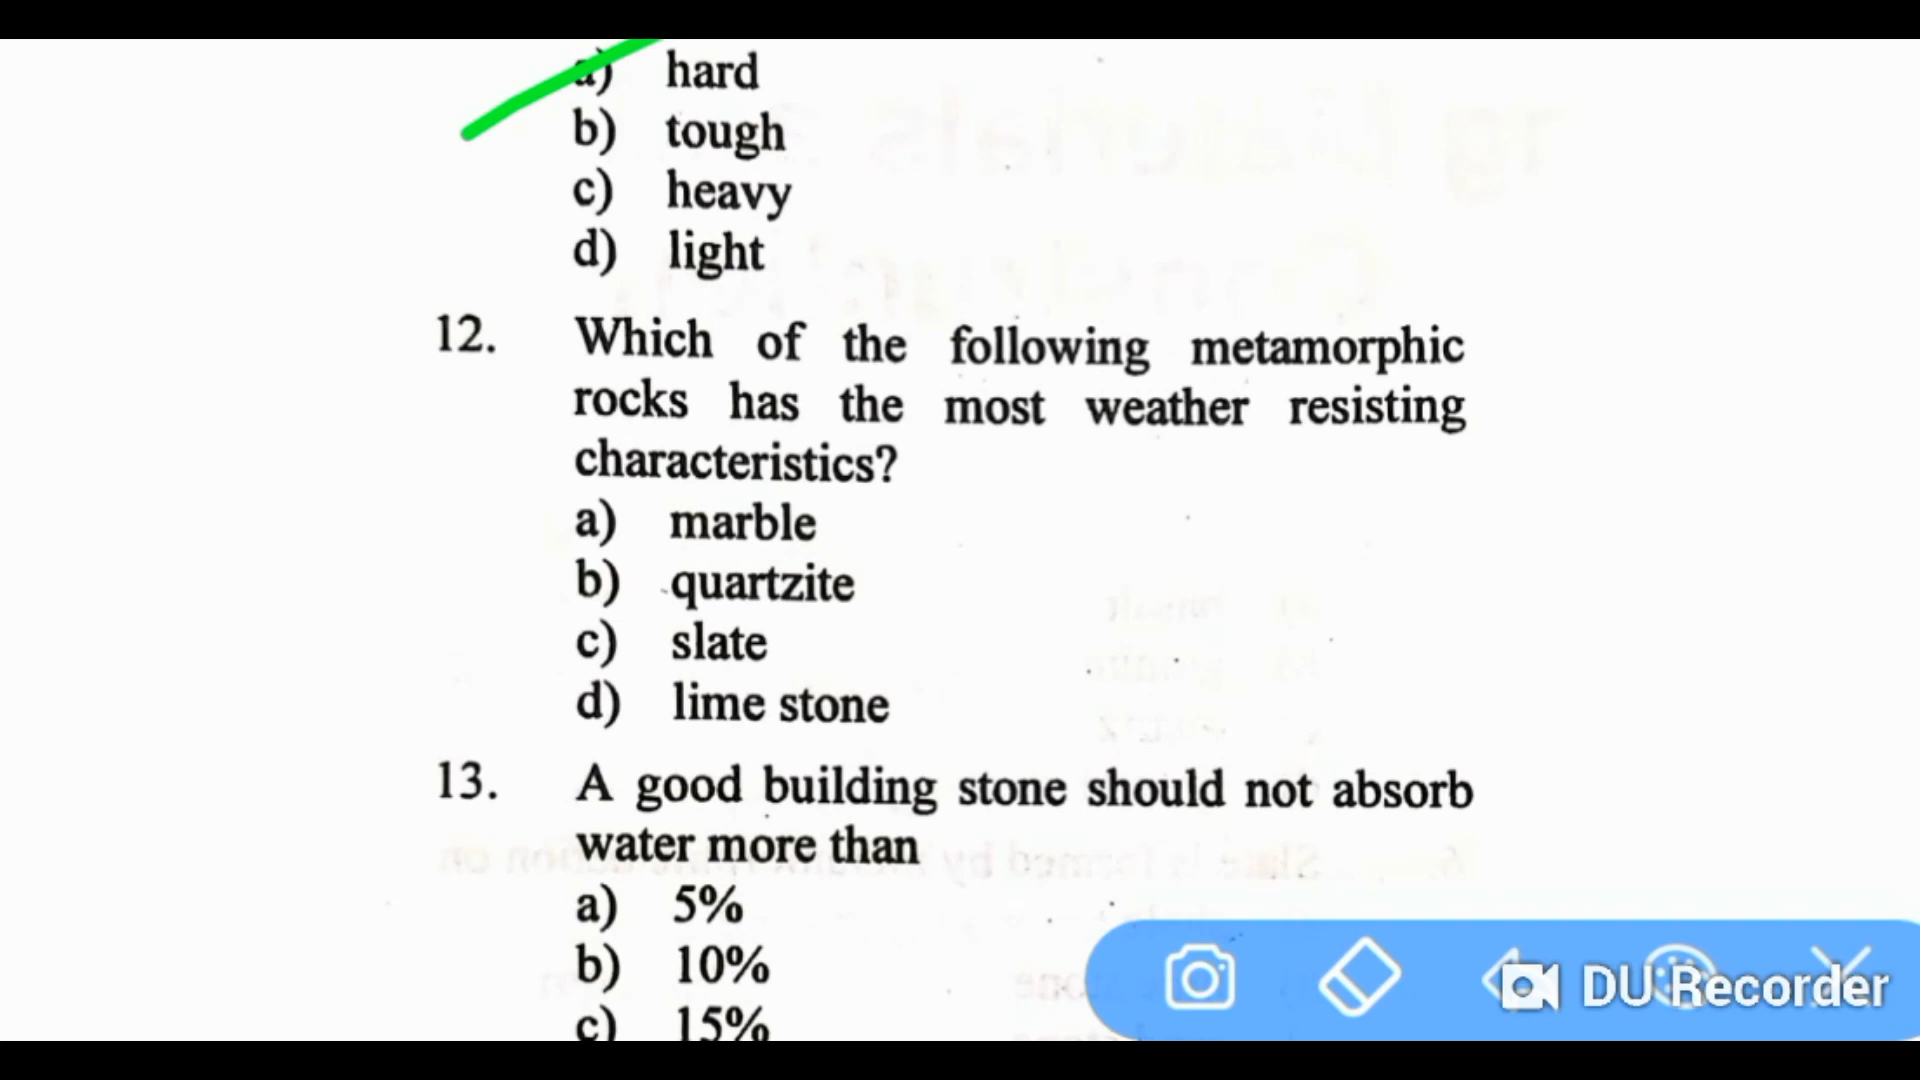 a) hard
b) tough
c) heavy
d) light
12. Which of the following metamorphic
rocks has the most weather resisting
characteristics?
a) marble
b) quartzite
c) slate
d) lime stone
13. A good building stone should not absorb
water more than
a) 5%
b) 10%
c) 15%
DU Recorder